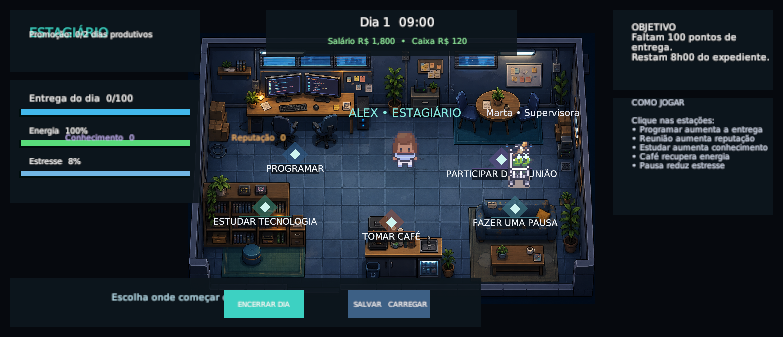 ESTAGIÁRIO
Promoção: 0/2 dias produtivos
Entrega do dia 0/100
Energia 100%
Conhecimento 0
Reputação 0
Estresse 8%
Dia 1 09:00
Salário R$ 1,800 • Caixa R$ 120
ALEX • ESTAGIÁRIO
Marta • Supervisora
PROGRAMAR
PARTICIPAR D
UNIÃO
ESTUDAR TECNOLOGIA
TOMAR CAFÉ
FAZER UMA PAUSA
Escolha onde começar
ENCERRAR DIA
SALVAR CARREGAR
OBJETIVO
Faltam 100 pontos de
entrega.
Restam 8h00 do expediente.
COMO JOGAR
Clique nas estações:
• Programar aumenta a entrega
• Reunião aumenta reputação
• Estudar aumenta conhecimento
• Café recupera energia
• Pausa reduz estresse